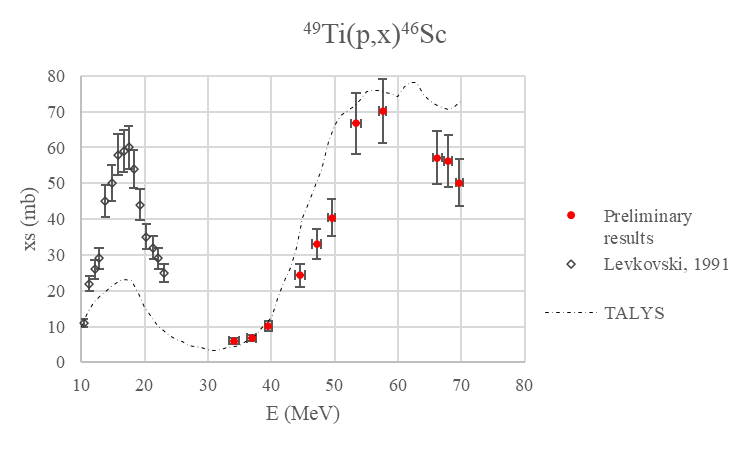 ⁴⁹Ti(p,x)⁴⁶Sc
80
70
60
50
40
30
20
10
0
xs (mb)
10 20 30 40 50 60 70 80
E (MeV)
Preliminary
results
Levkovski, 1991
TALYS